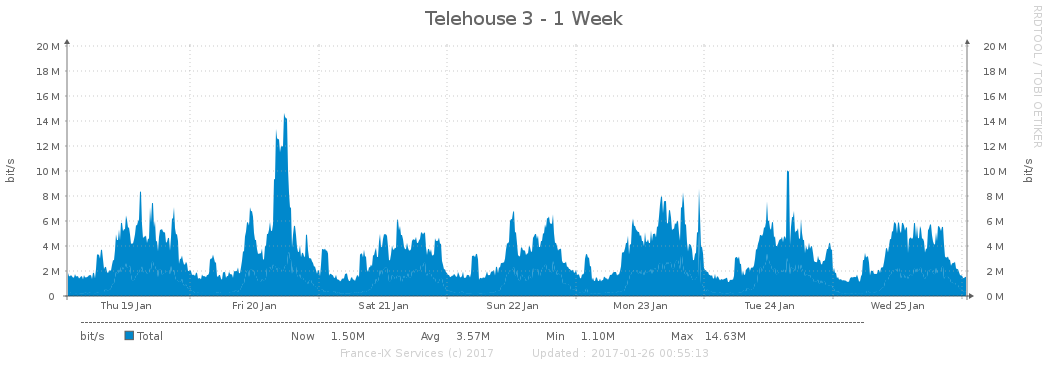 Telehouse 3 - 1 Week
RRDTOOL / TOBI OETIKER
bit/s
bit/s
20 M 20 M
18 M 18 M
16 M 16 M
14 M 14 M
12 M 12 M
10 M 10 M
8 M 8 M
6 M 6 M
4 M 4 M
2 M 2 M
0 0 M
Thu 19 Jan Fri 20 Jan Sat 21 Jan Sun 22 Jan Mon 23 Jan Tue 24 Jan Wed 25 Jan
bit/s Total Now 1.50M Avg 3.57M Min 1.10M Max 14.63M
France-IX Services (c) 2017 Updated : 2017-01-26 00:55:13